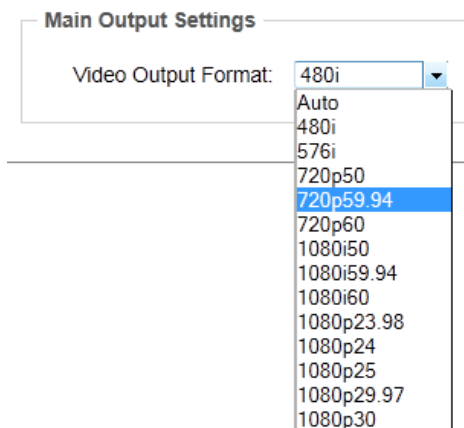 Main Output Settings
Video Output Format: 480i
Auto
480i
576i
720p50
720p59.94
720p60
1080i50
1080i59.94
1080i60
1080p23.98
1080p24
1080p25
1080p29.97
1080p30